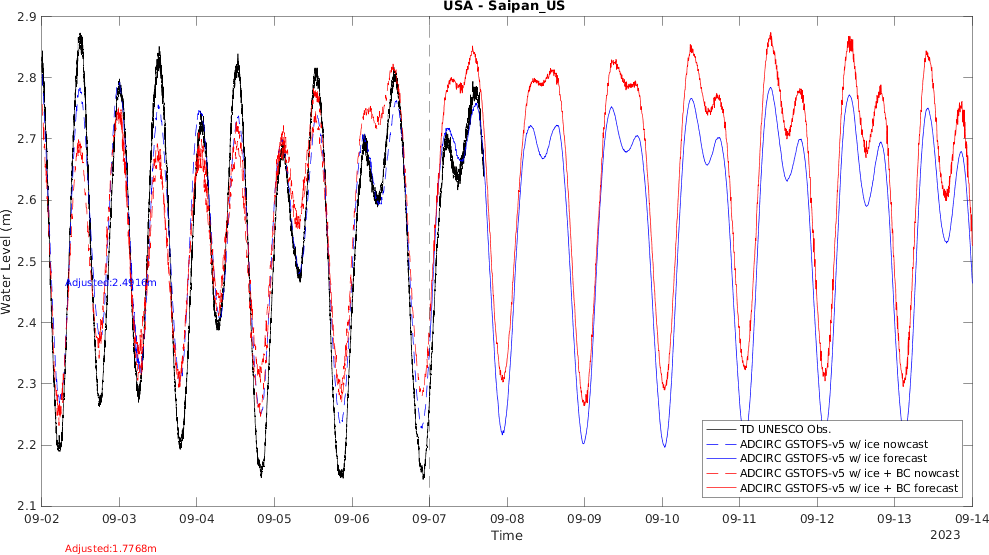 USA - Saipan_US
2.9
2.8
2.7
2.6
2.5
2.4
2.3
2.2
2.1
Water Level (m)
Adjusted:2.4916m
TD UNESCO Obs.
ADCIRC GSTOFS-v5 w/ ice nowcast
ADCIRC GSTOFS-v5 w/ ice forecast
ADCIRC GSTOFS-v5 w/ ice + BC nowcast
ADCIRC GSTOFS-v5 w/ ice + BC forecast
09-02 09-03 09-04 09-05 09-06 09-07 09-08 09-09 09-10 09-11 09-12 09-13 09-14
Time
2023
Adjusted:1.7768m